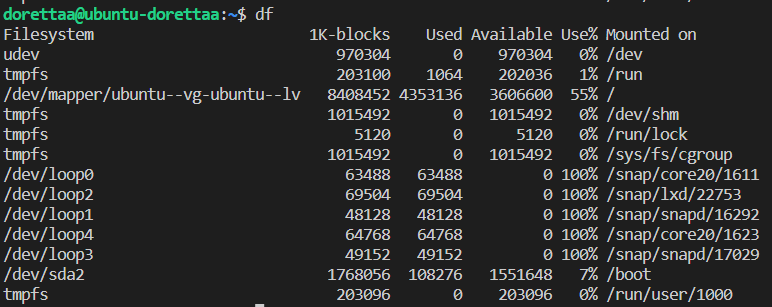 dorettaa@ubuntu-dorettaa:~$ df
Filesystem                        1K-blocks    Used Available Use% Mounted on
udev                                 970304       0    970304   0% /dev
tmpfs                                203100    1064    202036   1% /run
/dev/mapper/ubuntu--vg-ubuntu--lv   8408452 4353136   3606600  55% /
tmpfs                               1015492       0   1015492   0% /dev/shm
tmpfs                                  5120       0      5120   0% /run/lock
tmpfs                               1015492       0   1015492   0% /sys/fs/cgroup
/dev/loop0                            63488   63488         0 100% /snap/core20/1611
/dev/loop2                            69504   69504         0 100% /snap/lxd/22753
/dev/loop1                            48128   48128         0 100% /snap/snapd/16292
/dev/loop4                            64768   64768         0 100% /snap/core20/1623
/dev/loop3                            49152   49152         0 100% /snap/snapd/17029
/dev/sda2                           1768056  108276   1551648   7% /boot
tmpfs                                203096       0    203096   0% /run/user/1000